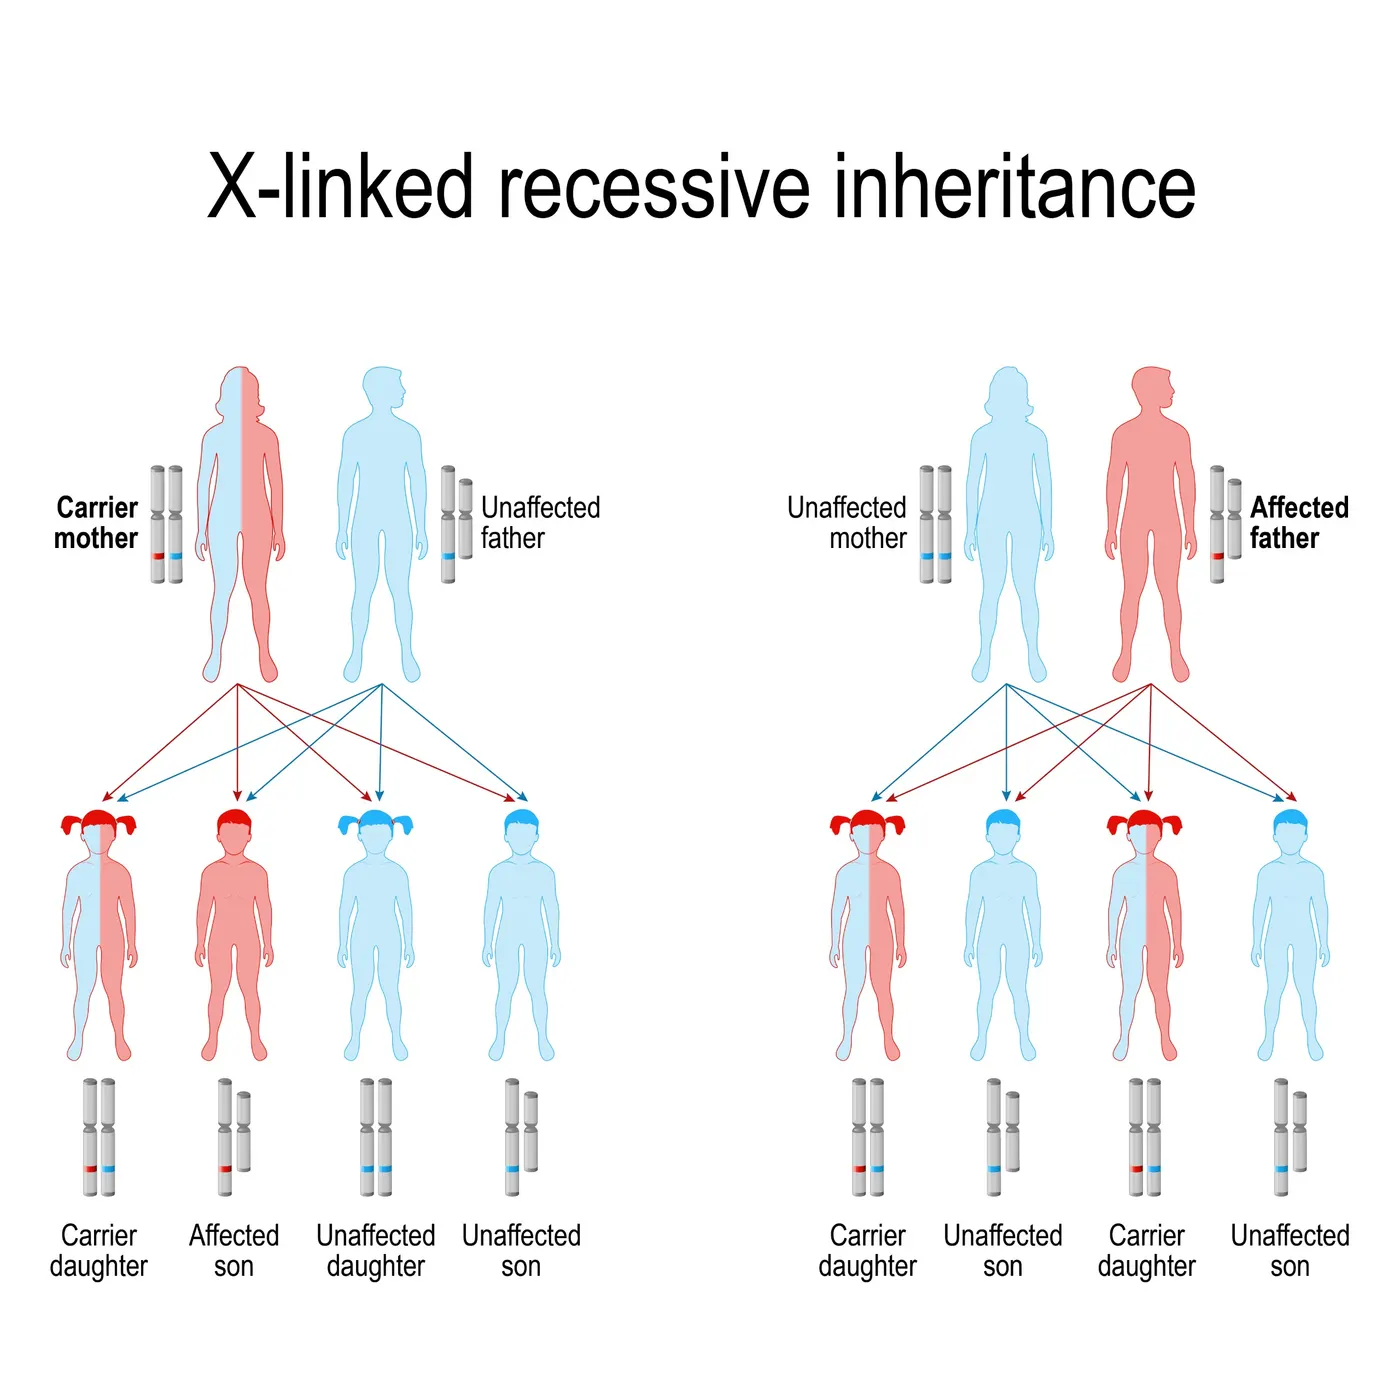 X-linked recessive inheritance
Carrier
mother
Unaffected
father
Unaffected
mother
Affected
father
Carrier
daughter
Affected
son
Unaffected
daughter
Unaffected
son
Carrier
daughter
Unaffected
son
Carrier
daughter
Unaffected
son